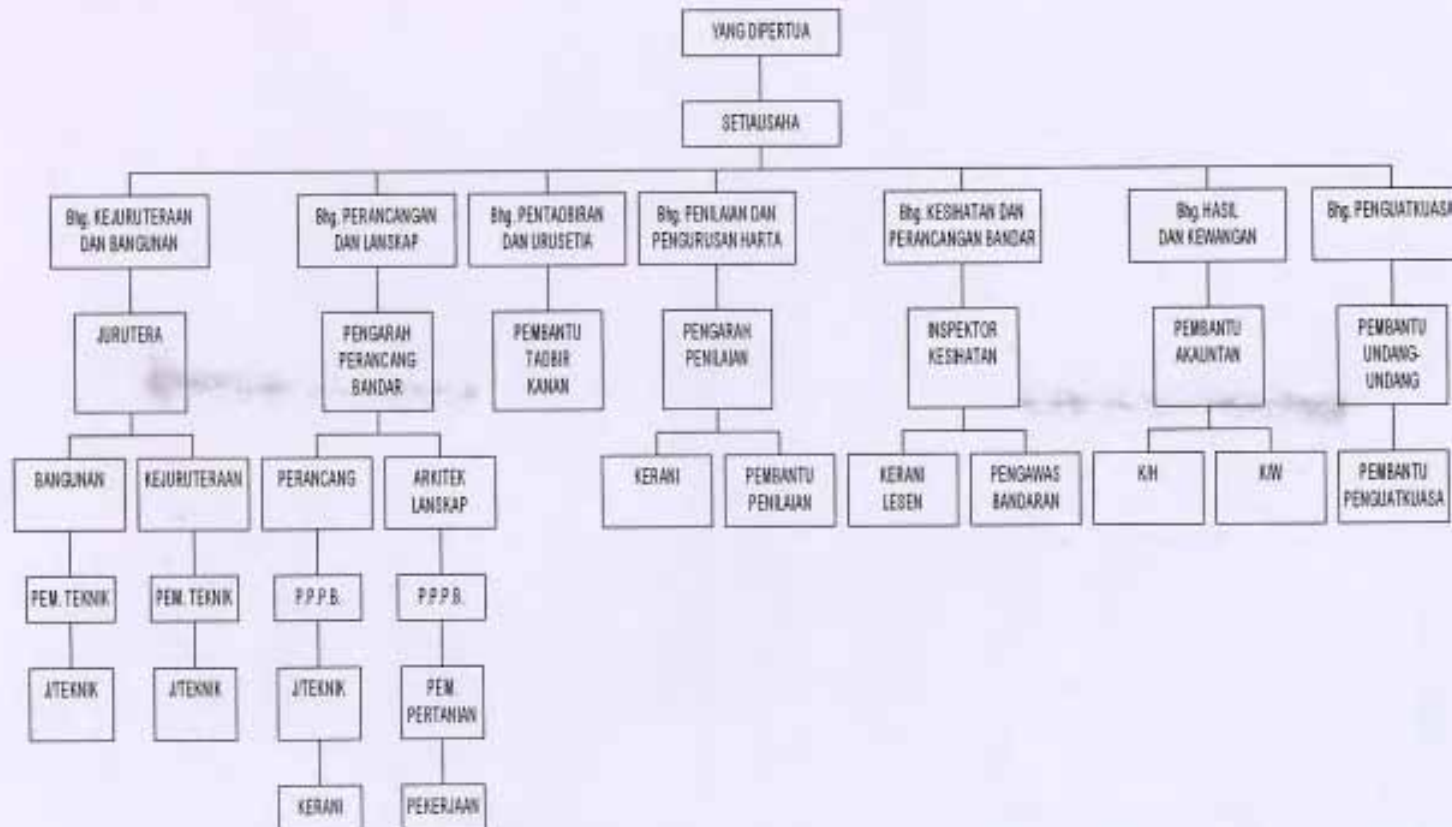 YANG DIPERTUA
SETIAUSAHA
Bhg. KEJURUTERAAN
DAN BANGUNAN
Bhg. PERANCANGAN
DAN LANSKAP
Bhg. PENTADBIRAN
DAN URUSETIA
Bhg. PENILAIAN DAN
PENGURUSAN HARTA
Bhg. KESIHATAN DAN
PERANCANGAN BANDAR
Bhg. HASIL
DAN KEWANGAN
Bhg. PENGUATKUASA
JURUTERA
PENGARAH
PERANCANG
BANDAR
PEMBANTU
TADBIR
KANAN
PENGARAH
PENILAIAN
INSPEKTOR
KESIHATAN
PEMBANTU
AKAUNTAN
PEMBANTU
UNDANG-
UNDANG
BANGUNAN
KEJURUTERAAN
PERANCANG
ARKITEK
LANSKAP
KERANI
PEMBANTU
PENILAIAN
KERANI
LESEN
PENGAWAS
BANDARAN
K/H
K/W
PEMBANTU
PENGUATKUASA
PEM. TEKNIK
PEM. TEKNIK
P.P.P.B.
P.P.P.B.
J/TEKNIK
J/TEKNIK
J/TEKNIK
PEM.
PERTANIAN
KERANI
PEKERJAAN